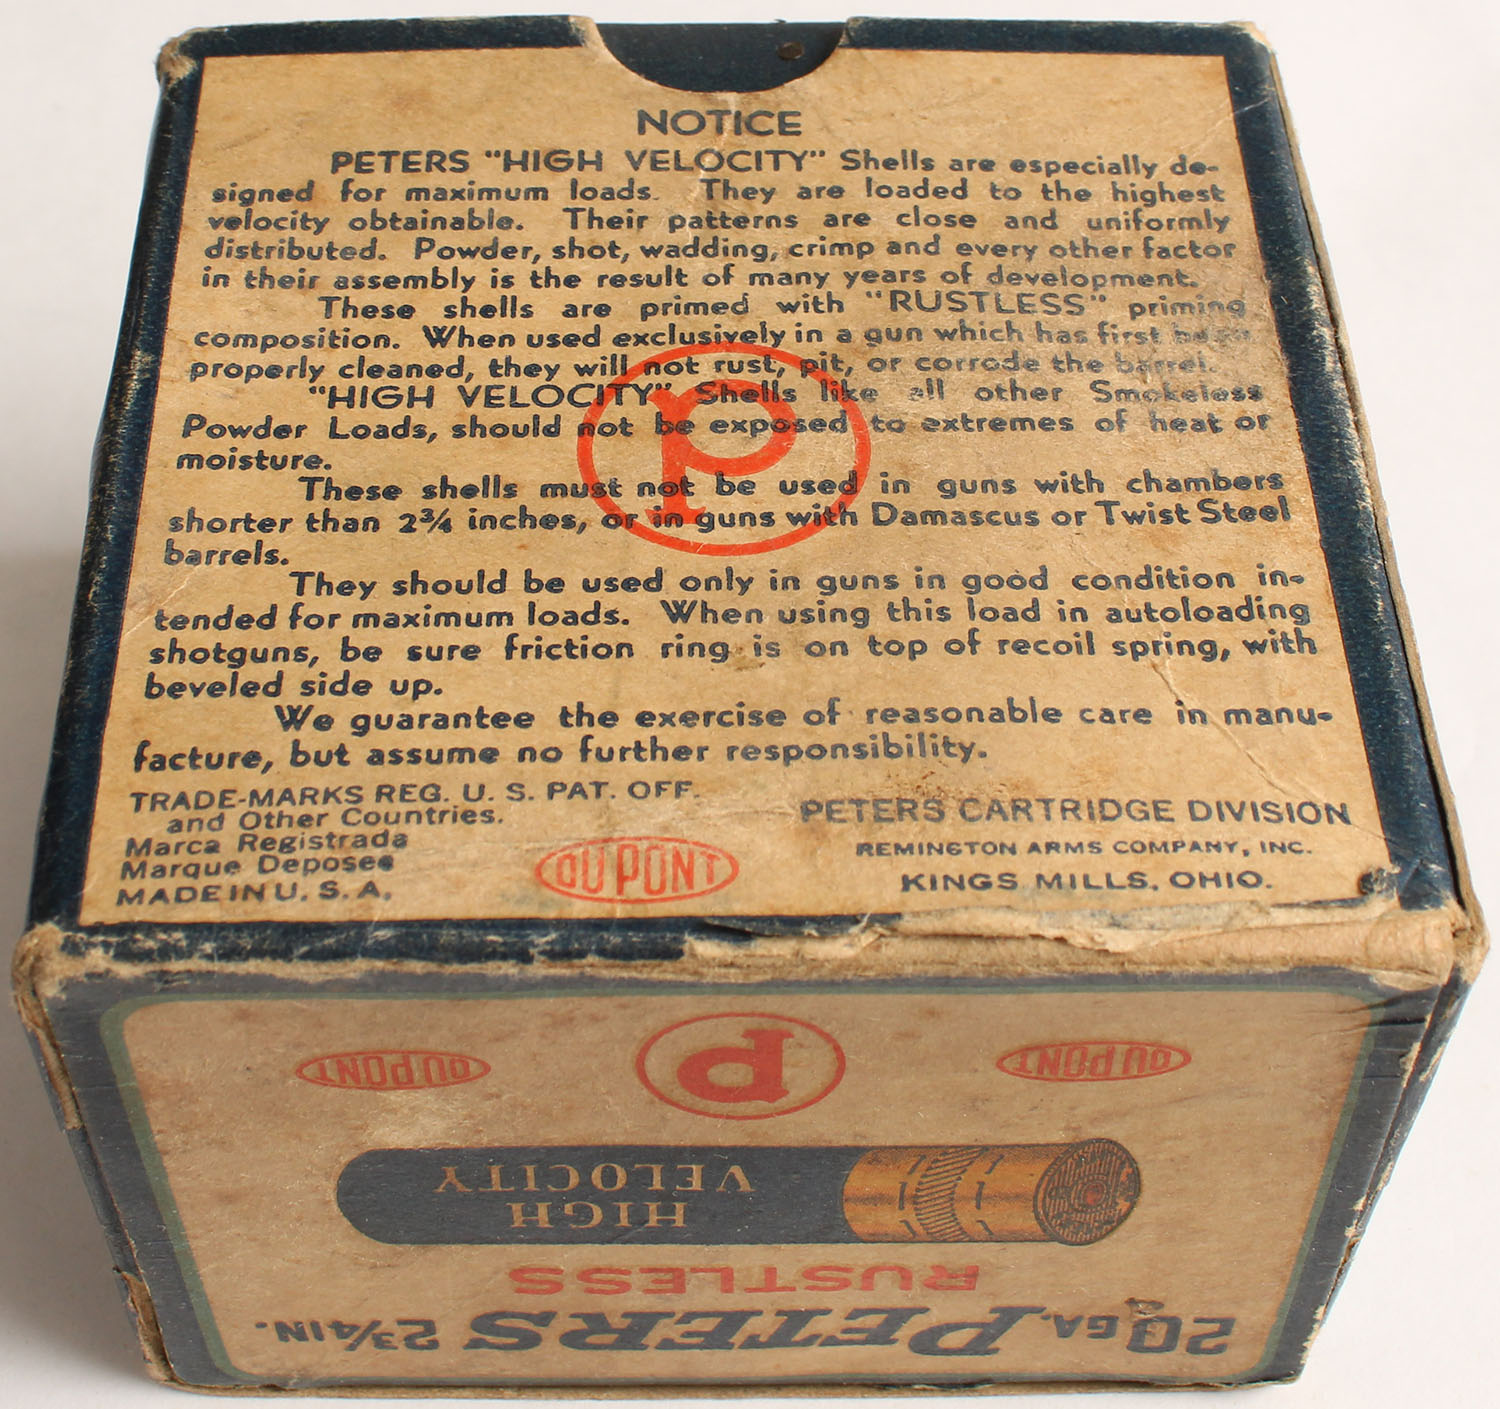 NOTICE
PETERS "HIGH VELOCITY" Shells are especially de-
signed for maximum loads. They are loaded to the highest
velocity obtainable. Their patterns are close and uniformly
distributed. Powder, shot, wadding, crimp and every other factor
in their assembly is the result of many years of development.
These shells are primed with "RUSTLESS" priming
composition. When used exclusively in a gun which has first been
properly cleaned, they will not rust, pit, or corrode the barrel.
"HIGH VELOCITY" Shells like all other Smokeless
Powder Loads, should not be exposed to extremes of heat or
moisture.
These shells must not be used in guns with chambers
shorter than 2¾ inches, or in guns with Damascus or Twist Steel
barrels.
They should be used only in guns in good condition in-
tended for maximum loads. When using this load in autoloading
shotguns, be sure friction ring is on top of recoil spring, with
beveled side up.
We guarantee the exercise of reasonable care in manu-
facture, but assume no further responsibility.
P
TRADE-MARKS REG. U. S. PAT. OFF.
and Other Countries.
Marca Registrada
Marque Deposee
MADE IN U. S. A.
DU PONT
PETERS CARTRIDGE DIVISION
REMINGTON ARMS COMPANY, INC.
KINGS MILLS, OHIO.
20 GA. PETERS 2¾ IN.
RUSTLESS
HIGH
VELOCITY
DU PONT
P
DU PONT